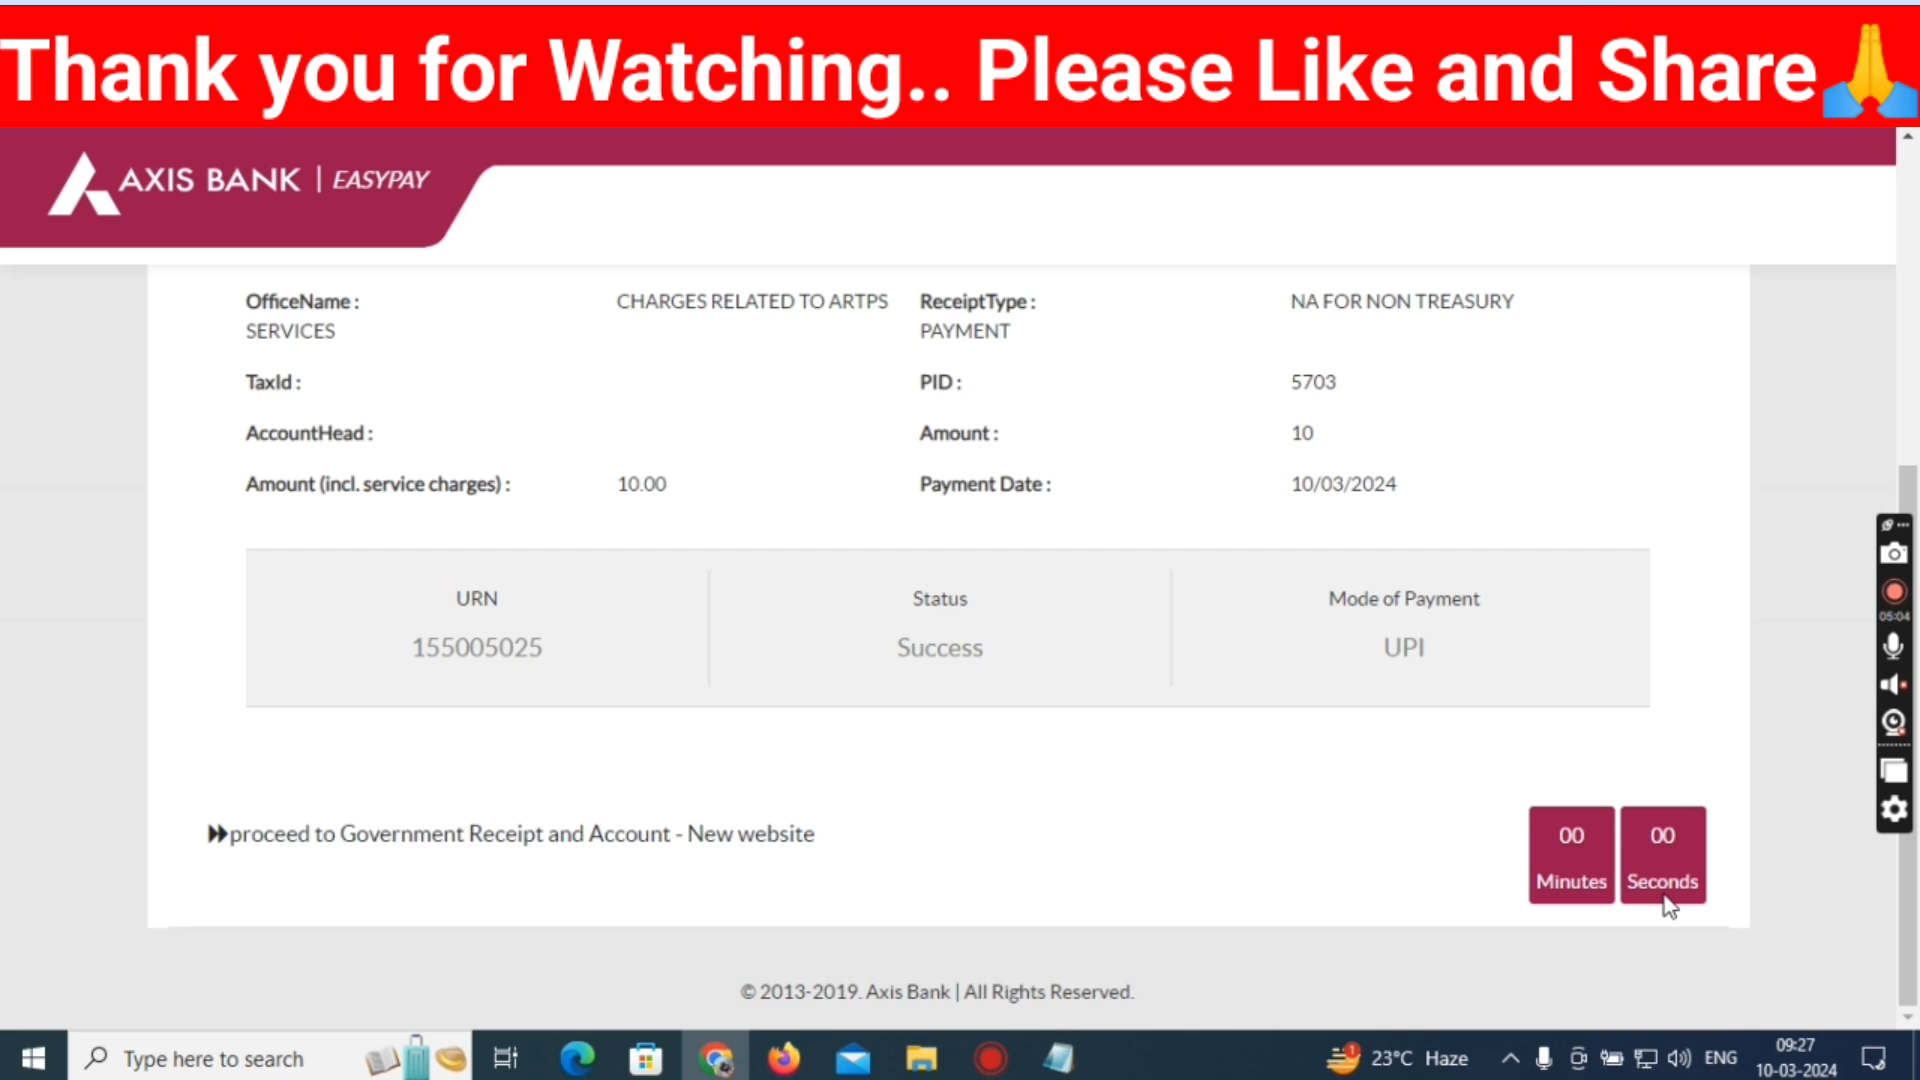 Thank you for Watching.. Please Like and Share🙏
AXIS BANK | EASYPAY
OfficeName : CHARGES RELATED TO ARTPS SERVICES
ReceiptType : NA FOR NON TREASURY PAYMENT
TaxId :
PID : 5703
AccountHead :
Amount : 10
Amount (incl. service charges) : 10.00
Payment Date : 10/03/2024
URN
155005025
Status
Success
Mode of Payment
UPI
proceed to Government Receipt and Account - New website
00
Minutes
00
Seconds
05:04
© 2013-2019. Axis Bank | All Rights Reserved.
Type here to search
1
23°C Haze
ENG
09:27
10-03-2024